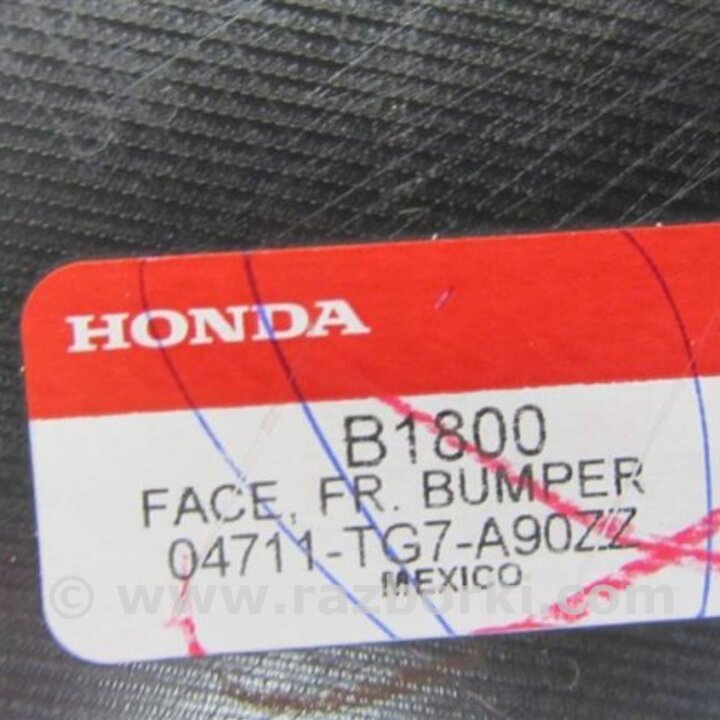 HONDA
B1800
FACE, FR. BUMPER
04711-TG7-A90ZZ
MEXICO
© www.razborki.com